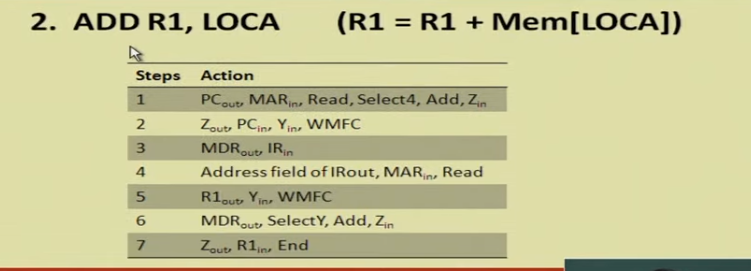 2. ADD R1, LOCA (R1 = R1 + Mem[LOCA])
Steps Action
1 PCout, MARin, Read, Select4, Add, Zin
2 Zout, PCin, Yin, WMFC
3 MDRout, IRin
4 Address field of IRout, MARin, Read
5 R1out, Yin, WMFC
6 MDRout, SelectY, Add, Zin
7 Zout, R1in, End